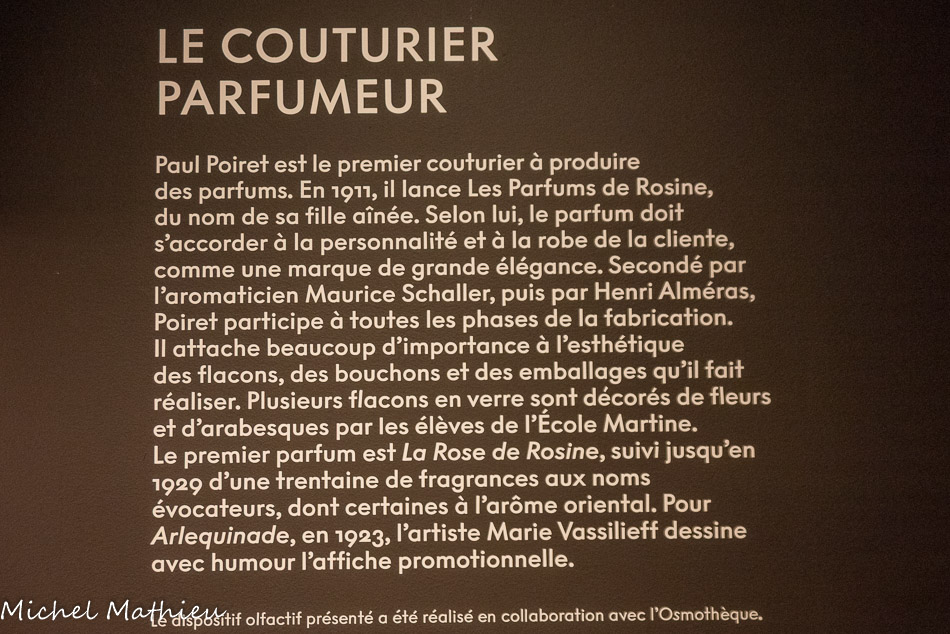 LE COUTURIER
PARFUMEUR
Paul Poiret est le premier couturier à produire
des parfums. En 1911, il lance Les Parfums de Rosine,
du nom de sa fille aînée. Selon lui, le parfum doit
s'accorder à la personnalité et à la robe de la cliente,
comme une marque de grande élégance. Secondé par
l'aromaticien Maurice Schaller, puis par Henri Alméras,
Poiret participe à toutes les phases de la fabrication.
Il attache beaucoup d'importance à l'esthétique
des flacons, des bouchons et des emballages qu'il fait
réaliser. Plusieurs flacons en verre sont décorés de fleurs
et d'arabesques par les élèves de l'École Martine.
Le premier parfum est La Rose de Rosine, suivi jusqu'en
1929 d'une trentaine de fragrances aux noms
évocateurs, dont certaines à l'arôme oriental. Pour
Arlequinade, en 1923, l'artiste Marie Vassilieff dessine
avec humour l'affiche promotionnelle.
Michel Mathieu
Le dispositif olfactif présenté a été réalisé en collaboration avec l'Osmothèque.